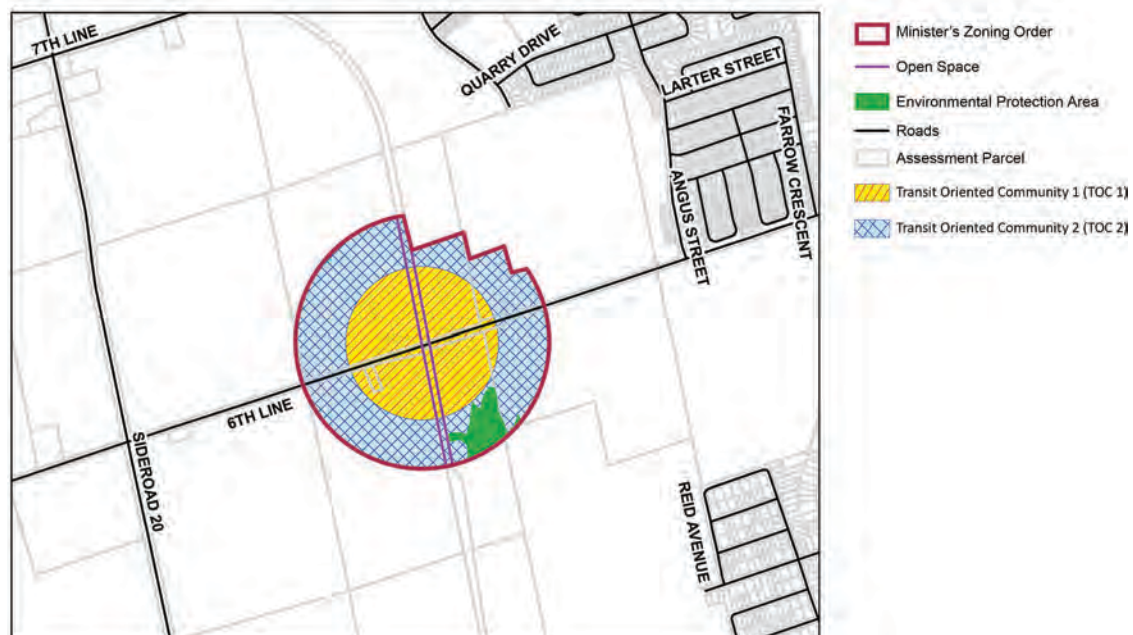 7TH LINE
QUARRY DRIVE
LARTER STREET
FARROW CRESCENT
ANGUS STREET
6TH LINE
SIDEROAD 20
REID AVENUE
Minister's Zoning Order
Open Space
Environmental Protection Area
Roads
Assessment Parcel
Transit Oriented Community 1 (TOC 1)
Transit Oriented Community 2 (TOC 2)